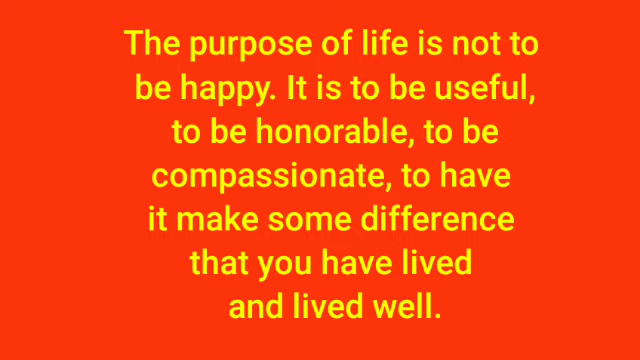 The purpose of life is not to
be happy. It is to be useful,
to be honorable, to be
compassionate, to have
it make some difference
that you have lived
and lived well.